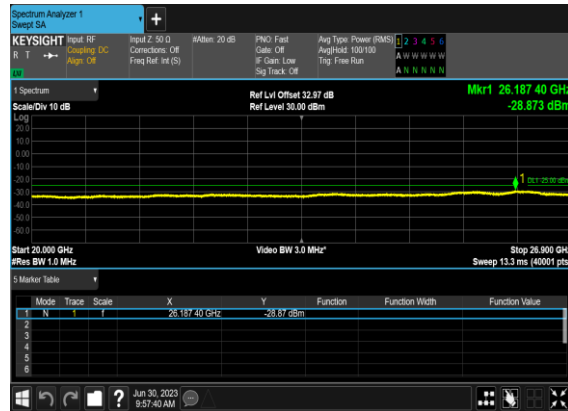 Spectrum Analyzer 1
Swept SA
+
KEYSIGHT Input: RF Input Z: 50 Ω #Atten: 20 dB PNO: Fast Avg Type: Power (RMS) 1 2 3 4 5 6
R T Coupling: DC Corrections: Off Gate: Off Avg|Hold: 100/100 A W W W W W
Align: Off Freq Ref: Int (S) IF Gain: Low Trig: Free Run
Sig Track: Off A N N N N N
1 Spectrum Ref Lvl Offset 32.97 dB Mkr1 26.187 40 GHz
Scale/Div 10 dB Ref Level 30.00 dBm -28.873 dBm
Log
20.0
10.0
0.00
-10.0
-20.0
-30.0
-40.0
-50.0
-60.0
1
DL1 -25.00 dBm
Start 20.000 GHz Video BW 3.0 MHz* Stop 26.900 GHz
#Res BW 1.0 MHz Sweep 13.3 ms (40001 pts)
5 Marker Table
Mode Trace Scale X Y Function Function Width Function Value
1 N 1 f 26.187 40 GHz -28.87 dBm
2
3
4
5
6
? Jun 30, 2023
9:57:40 AM